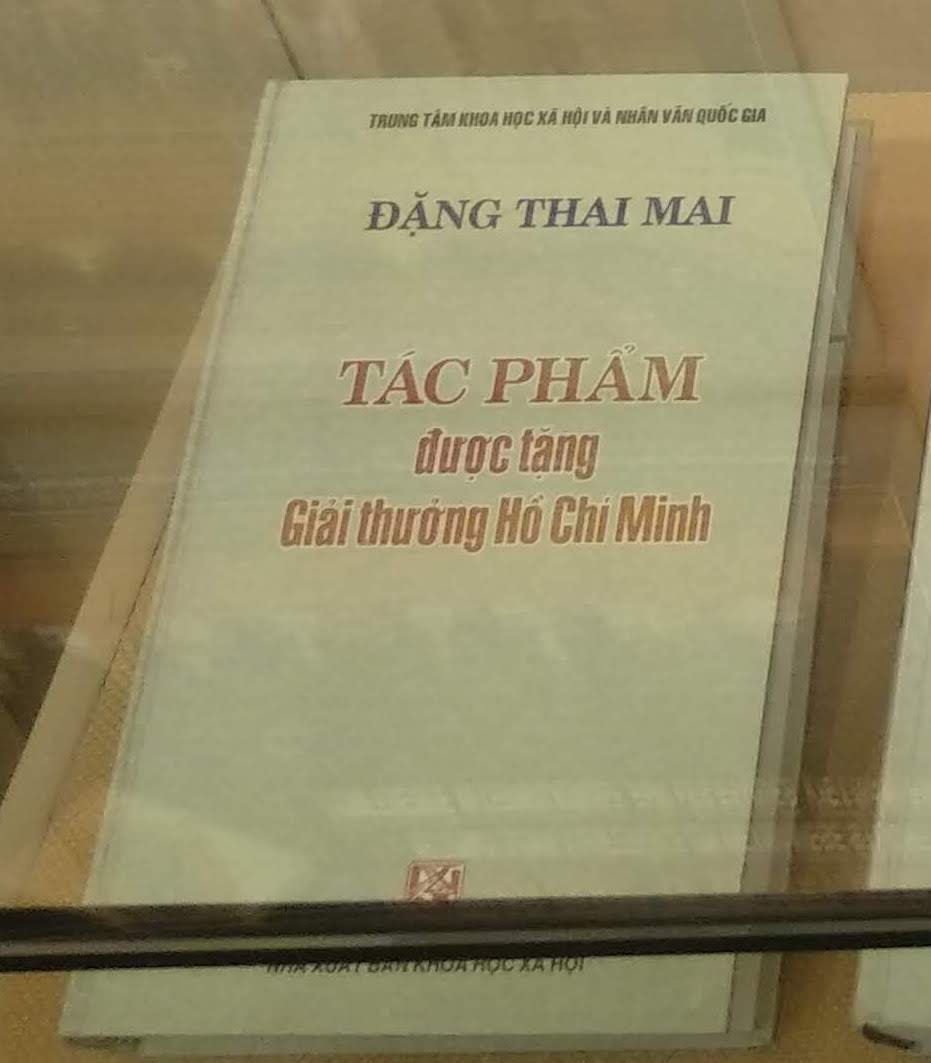 TRUNG TÂM KHOA HỌC XÃ HỘI VÀ NHÂN VĂN QUỐC GIA
ĐẶNG THAI MAI
TÁC PHẨM
được tặng
Giải thưởng Hồ Chí Minh
NHÀ XUẤT BẢN KHOA HỌC XÃ HỘI